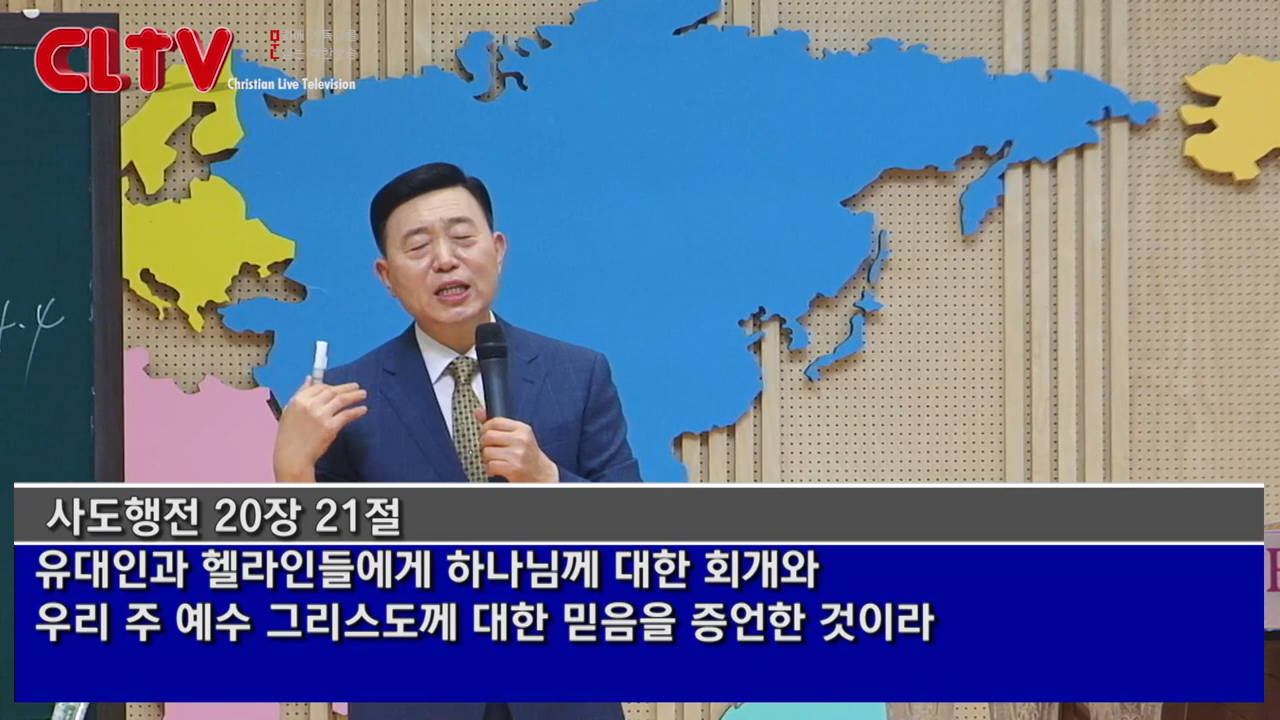 CLTV
Christian Live Television
4.4
사도행전 20장 21절
유대인과 헬라인들에게 하나님께 대한 회개와
우리 주 예수 그리스도께 대한 믿음을 증언한 것이라